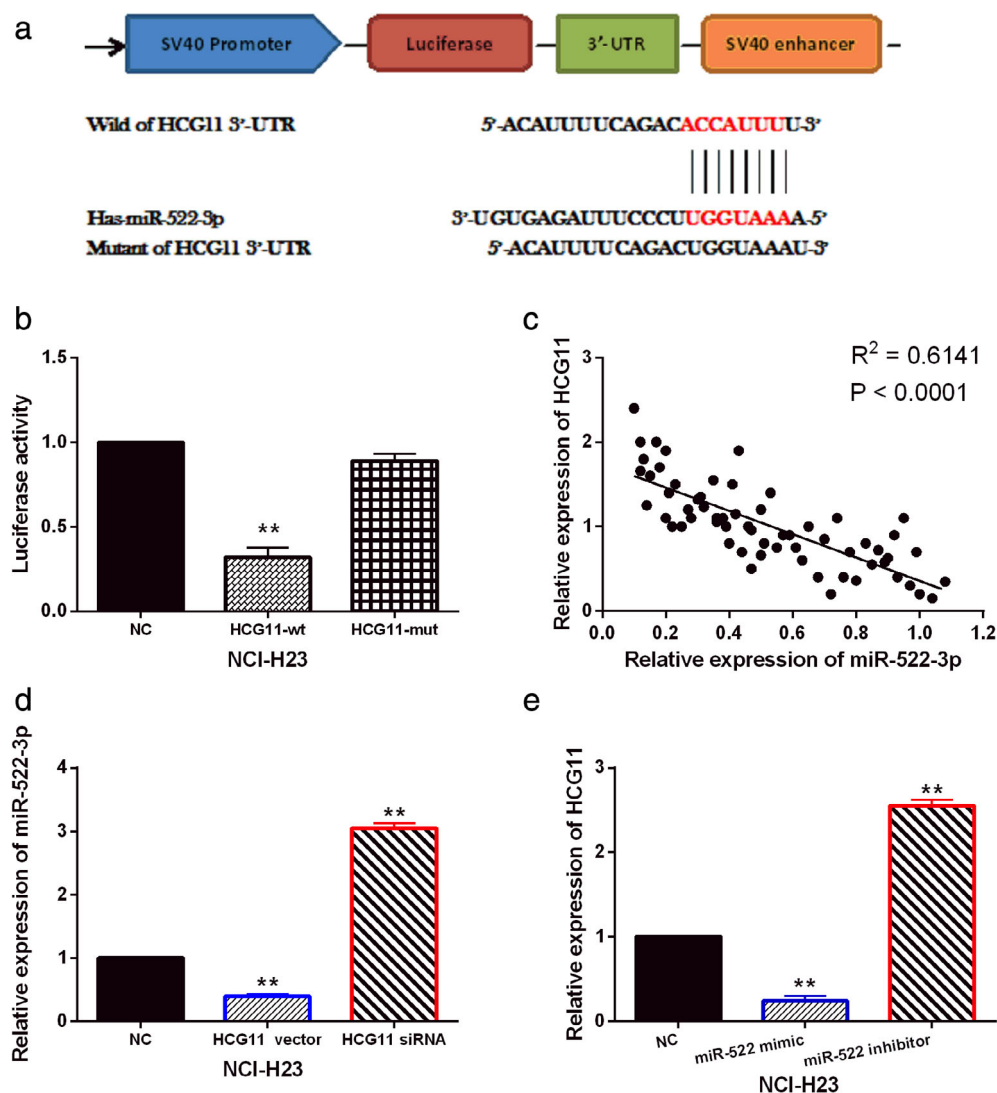 a
SV40 Promoter
Luciferase
3'-UTR
SV40 enhancer
Wild of HCG11 3'-UTR
5'-ACAUUUUCAGACACCAUUUU-3'
Has-miR-522-3p
3'-UGUGAGAUUUCCCUUGGUAAAA-5'
Mutant of HCG11 3'-UTR
5'-ACAUUUUCAGACUGGUAAAU-3'
b
Luciferase activity
1.5
1.0
0.5
0.0
**
NC
HCG11-wt
HCG11-mut
NCI-H23
c
Relative expression of HCG11
3
2
1
0
R² = 0.6141
P < 0.0001
0.0
0.2
0.4
0.6
0.8
1.0
1.2
Relative expression of miR-522-3p
d
Relative expression of miR-522-3p
4
3
2
1
0
**
**
NC
HCG11 vector
HCG11 siRNA
NCI-H23
e
Relative expression of HCG11
3
2
1
0
**
**
NC
miR-522 mimic
miR-522 inhibitor
NCI-H23